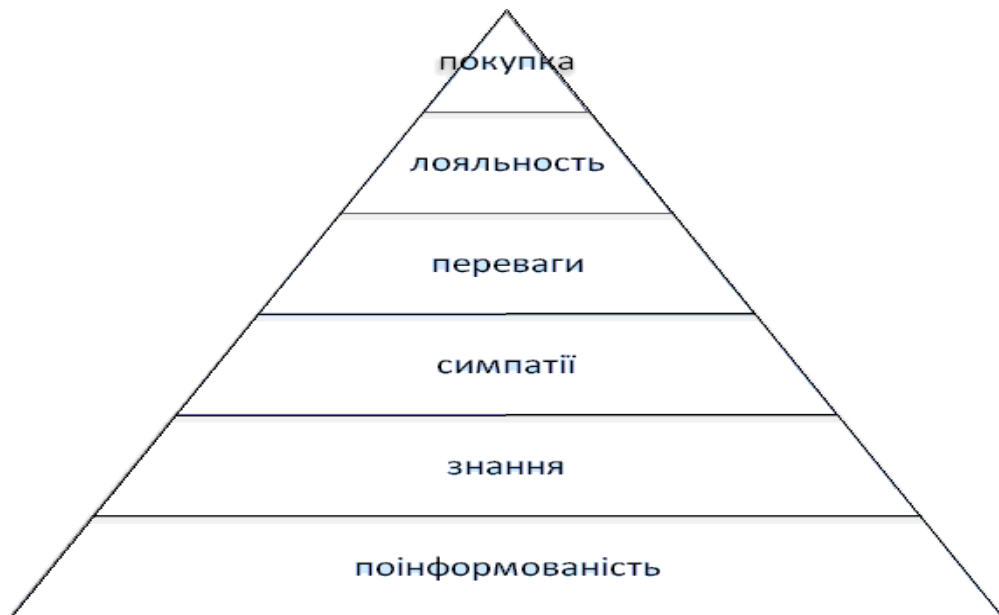 покупка
лояльность
переваги
симпатії
знання
поінформованість